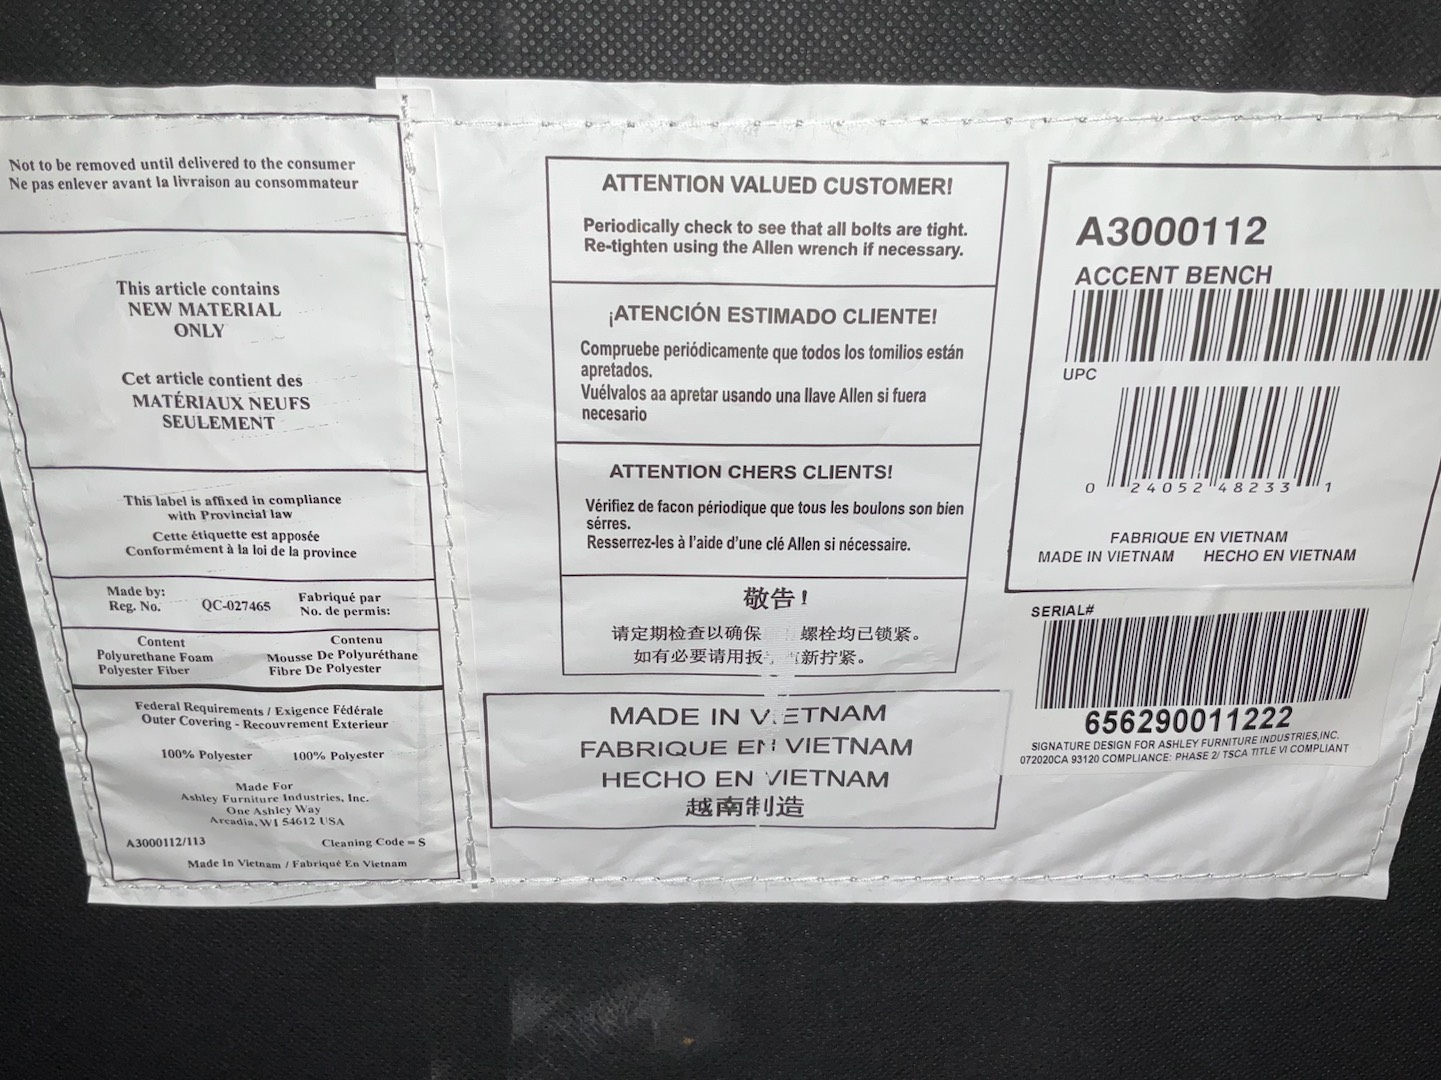 Not to be removed until delivered to the consumer
Ne pas enlever avant la livraison au consommateur
This article contains
NEW MATERIAL
ONLY
Cet article contient des
MATÉRIAUX NEUFS
SEULEMENT
This label is affixed in compliance
with Provincial law
Cette étiquette est apposée
Conformément à la loi de la province
Made by:
Reg. No.
QC-027465
Fabriqué par
No. de permis:
Content
Polyurethane Foam
Polyester Fiber
Contenu
Mousse De Polyuréthane
Fibre De Polyester
Federal Requirements / Exigence Fédérale
Outer Covering - Recouvrement Exterieur
100% Polyester 100% Polyester
Made For
Ashley Furniture Industries, Inc.
One Ashley Way
Arcadia, WI 54612 USA
A3000112/113 Cleaning Code = S
Made In Vietnam / Fabriqué En Vietnam
ATTENTION VALUED CUSTOMER!
Periodically check to see that all bolts are tight.
Re-tighten using the Allen wrench if necessary.
¡ATENCIÓN ESTIMADO CLIENTE!
Compruebe periódicamente que todos los tomilios están
apretados.
Vuélvalos aa apretar usando una llave Allen si fuera
necesario
ATTENTION CHERS CLIENTS!
Vérifiez de facon périodique que tous les boulons son bien
sérres.
Resserrez-les à l'aide d'une clé Allen si nécessaire.
敬告！
请定期检查以确保 螺栓均已锁紧。
如有必要请用扳 新拧紧。
MADE IN VIETNAM
FABRIQUE EN VIETNAM
HECHO EN VIETNAM
越南制造
A3000112
ACCENT BENCH
UPC
0 24052 48233 1
FABRIQUE EN VIETNAM
MADE IN VIETNAM HECHO EN VIETNAM
SERIAL#
656290011222
SIGNATURE DESIGN FOR ASHLEY FURNITURE INDUSTRIES,INC.
072020CA 93120 COMPLIANCE: PHASE 2/ TSCA TITLE VI COMPLIANT